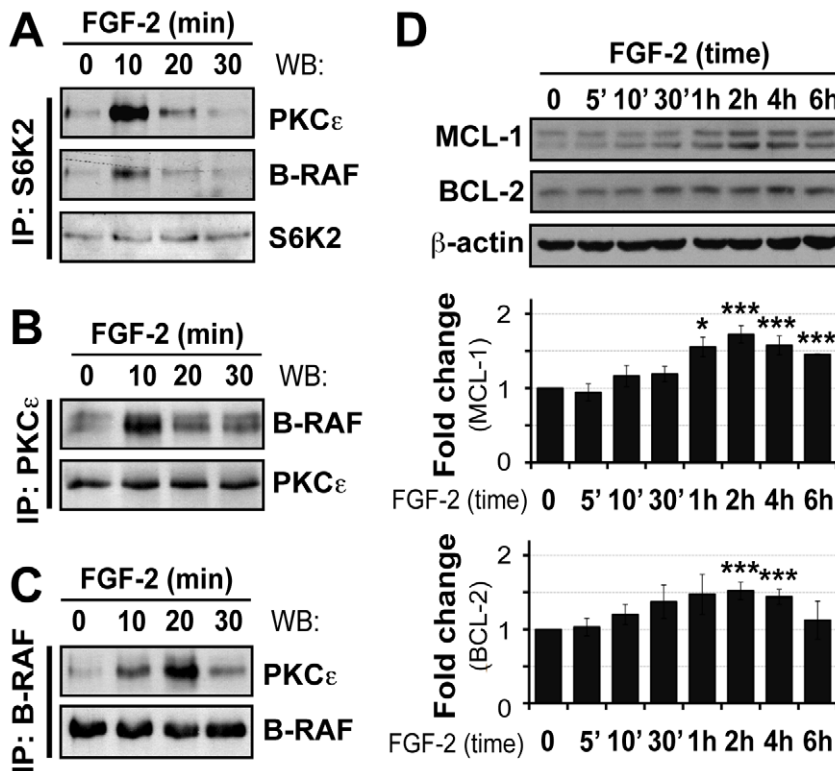 A
FGF-2 (min)
0 10 20 30 WB:
IP: S6K2
PKCε
B-RAF
S6K2
B
FGF-2 (min)
0 10 20 30 WB:
IP: PKCε
B-RAF
PKCε
C
FGF-2 (min)
0 10 20 30 WB:
IP: B-RAF
PKCε
B-RAF
D
FGF-2 (time)
0 5' 10' 30' 1h 2h 4h 6h
MCL-1
BCL-2
β-actin
Fold change
(MCL-1)
2
1
0
* *** *** ***
FGF-2 (time) 0 5' 10' 30' 1h 2h 4h 6h
Fold change
(BCL-2)
2
1
0
*** ***
FGF-2 (time) 0 5' 10' 30' 1h 2h 4h 6h